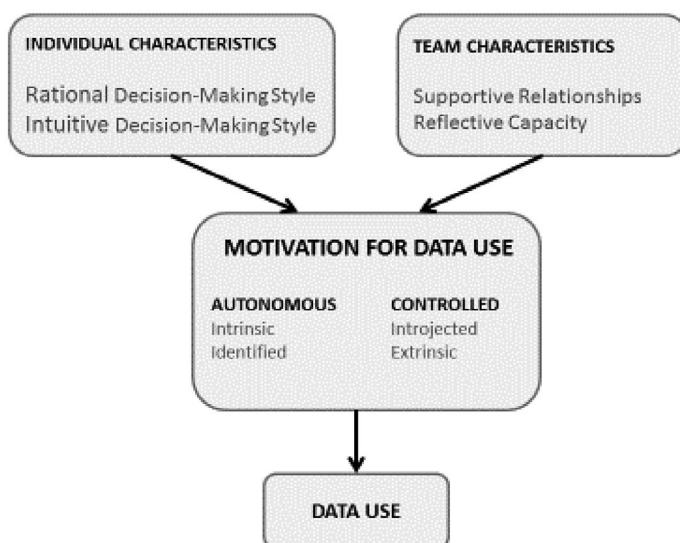 INDIVIDUAL CHARACTERISTICS
Rational Decision-Making Style
Intuitive Decision-Making Style
TEAM CHARACTERISTICS
Supportive Relationships
Reflective Capacity
MOTIVATION FOR DATA USE
AUTONOMOUS
Intrinsic
Identified
CONTROLLED
Introjected
Extrinsic
DATA USE